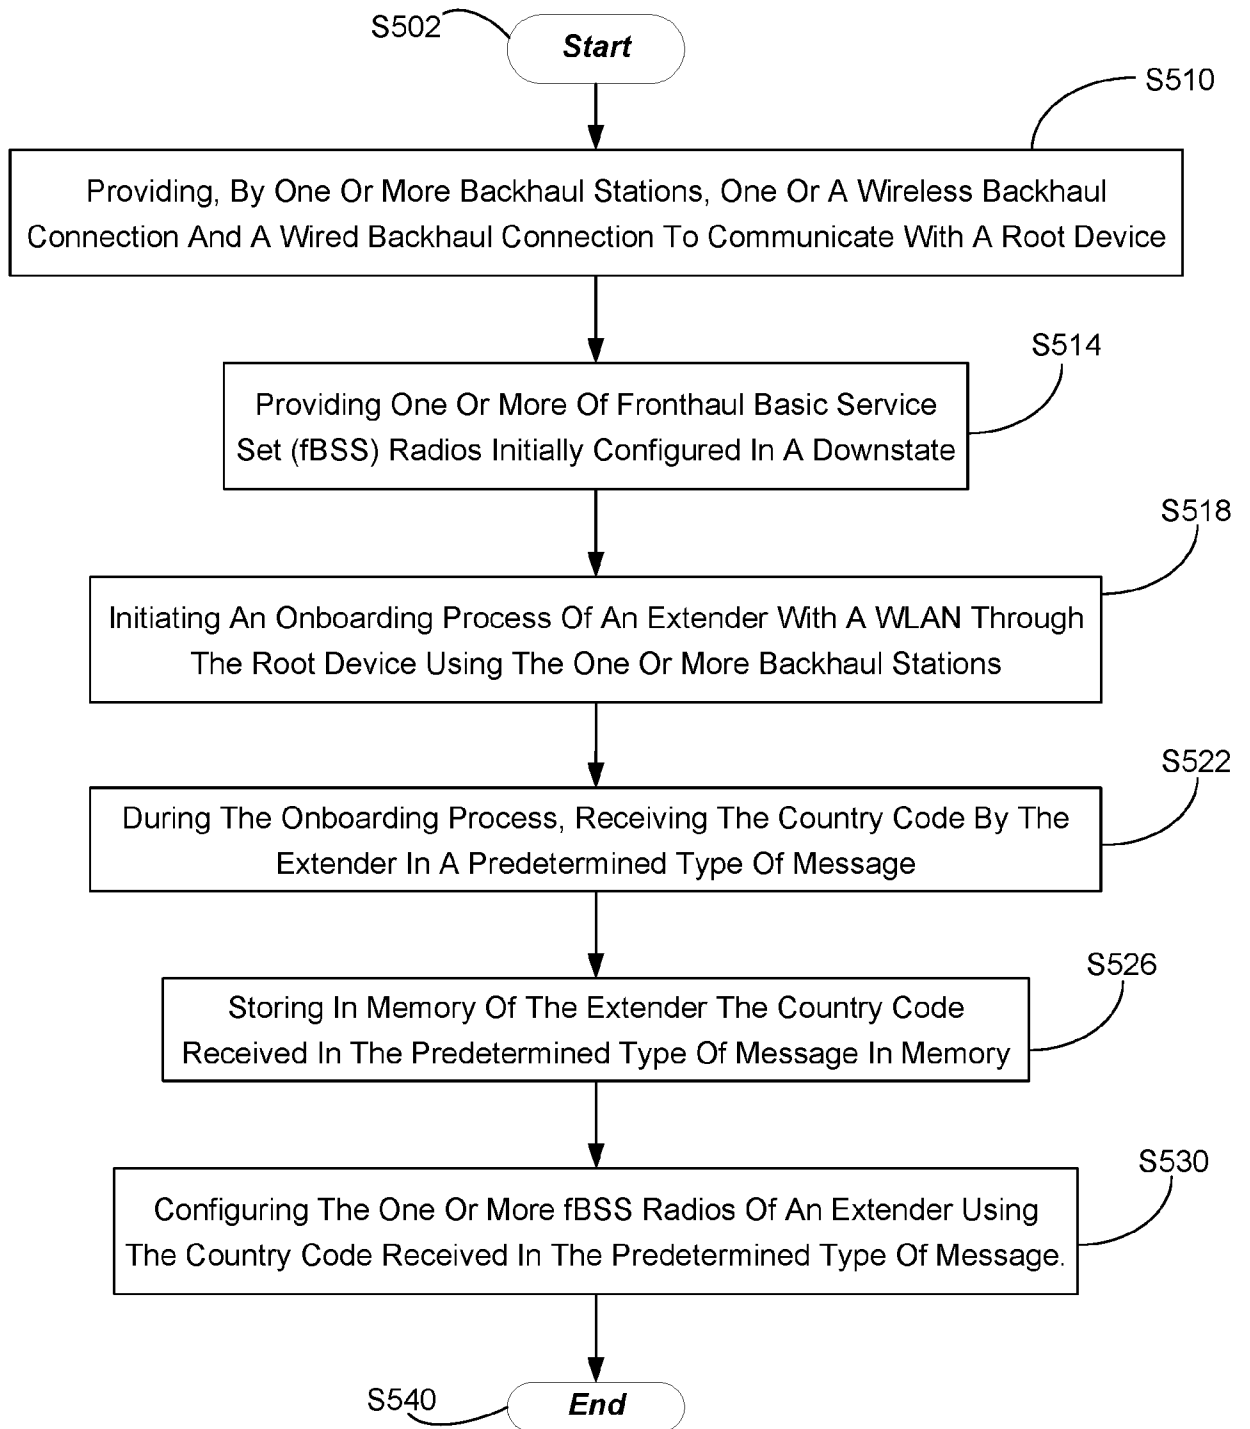 S502
Start
S510
Providing, By One Or More Backhaul Stations, One Or A Wireless Backhaul
Connection And A Wired Backhaul Connection To Communicate With A Root Device
S514
Providing One Or More Of Fronthaul Basic Service
Set (fBSS) Radios Initially Configured In A Downstate
S518
Initiating An Onboarding Process Of An Extender With A WLAN Through
The Root Device Using The One Or More Backhaul Stations
S522
During The Onboarding Process, Receiving The Country Code By The
Extender In A Predetermined Type Of Message
S526
Storing In Memory Of The Extender The Country Code
Received In The Predetermined Type Of Message In Memory
S530
Configuring The One Or More fBSS Radios Of An Extender Using
The Country Code Received In The Predetermined Type Of Message.
S540
End